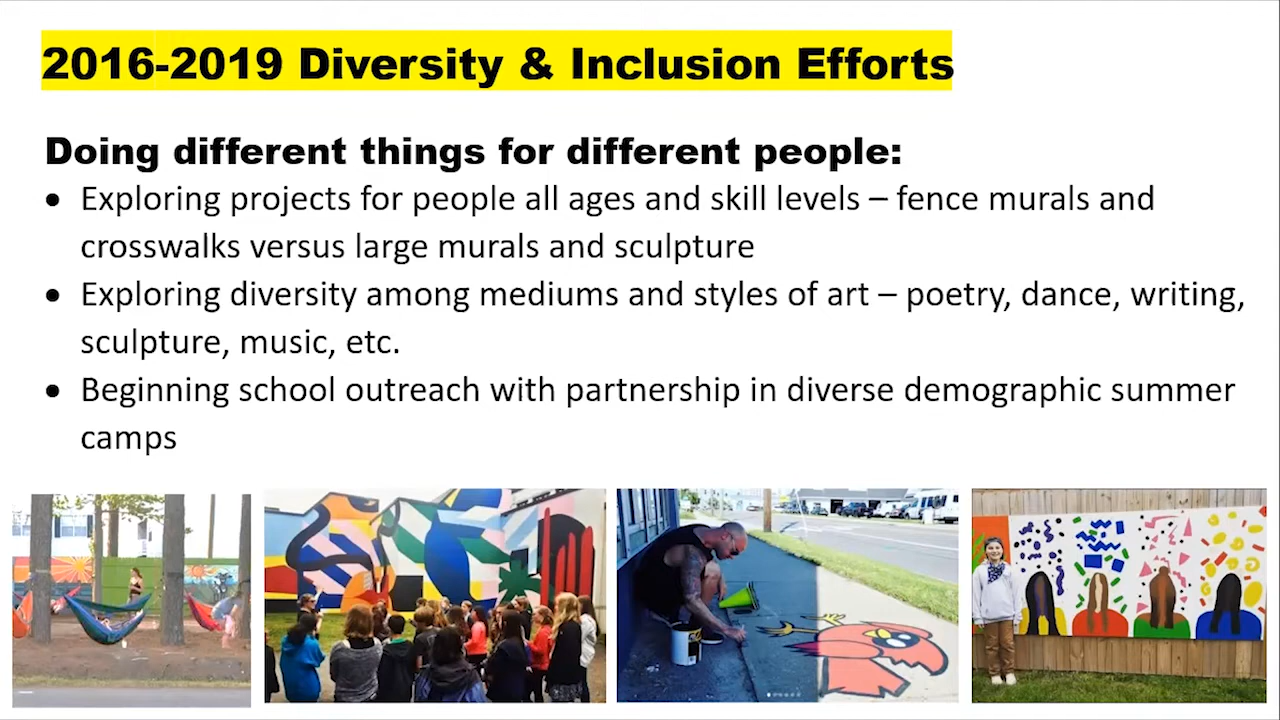 2016-2019 Diversity & Inclusion Efforts
Doing different things for different people:
• Exploring projects for people all ages and skill levels – fence murals and
crosswalks versus large murals and sculpture
• Exploring diversity among mediums and styles of art – poetry, dance, writing,
sculpture, music, etc.
• Beginning school outreach with partnership in diverse demographic summer
camps